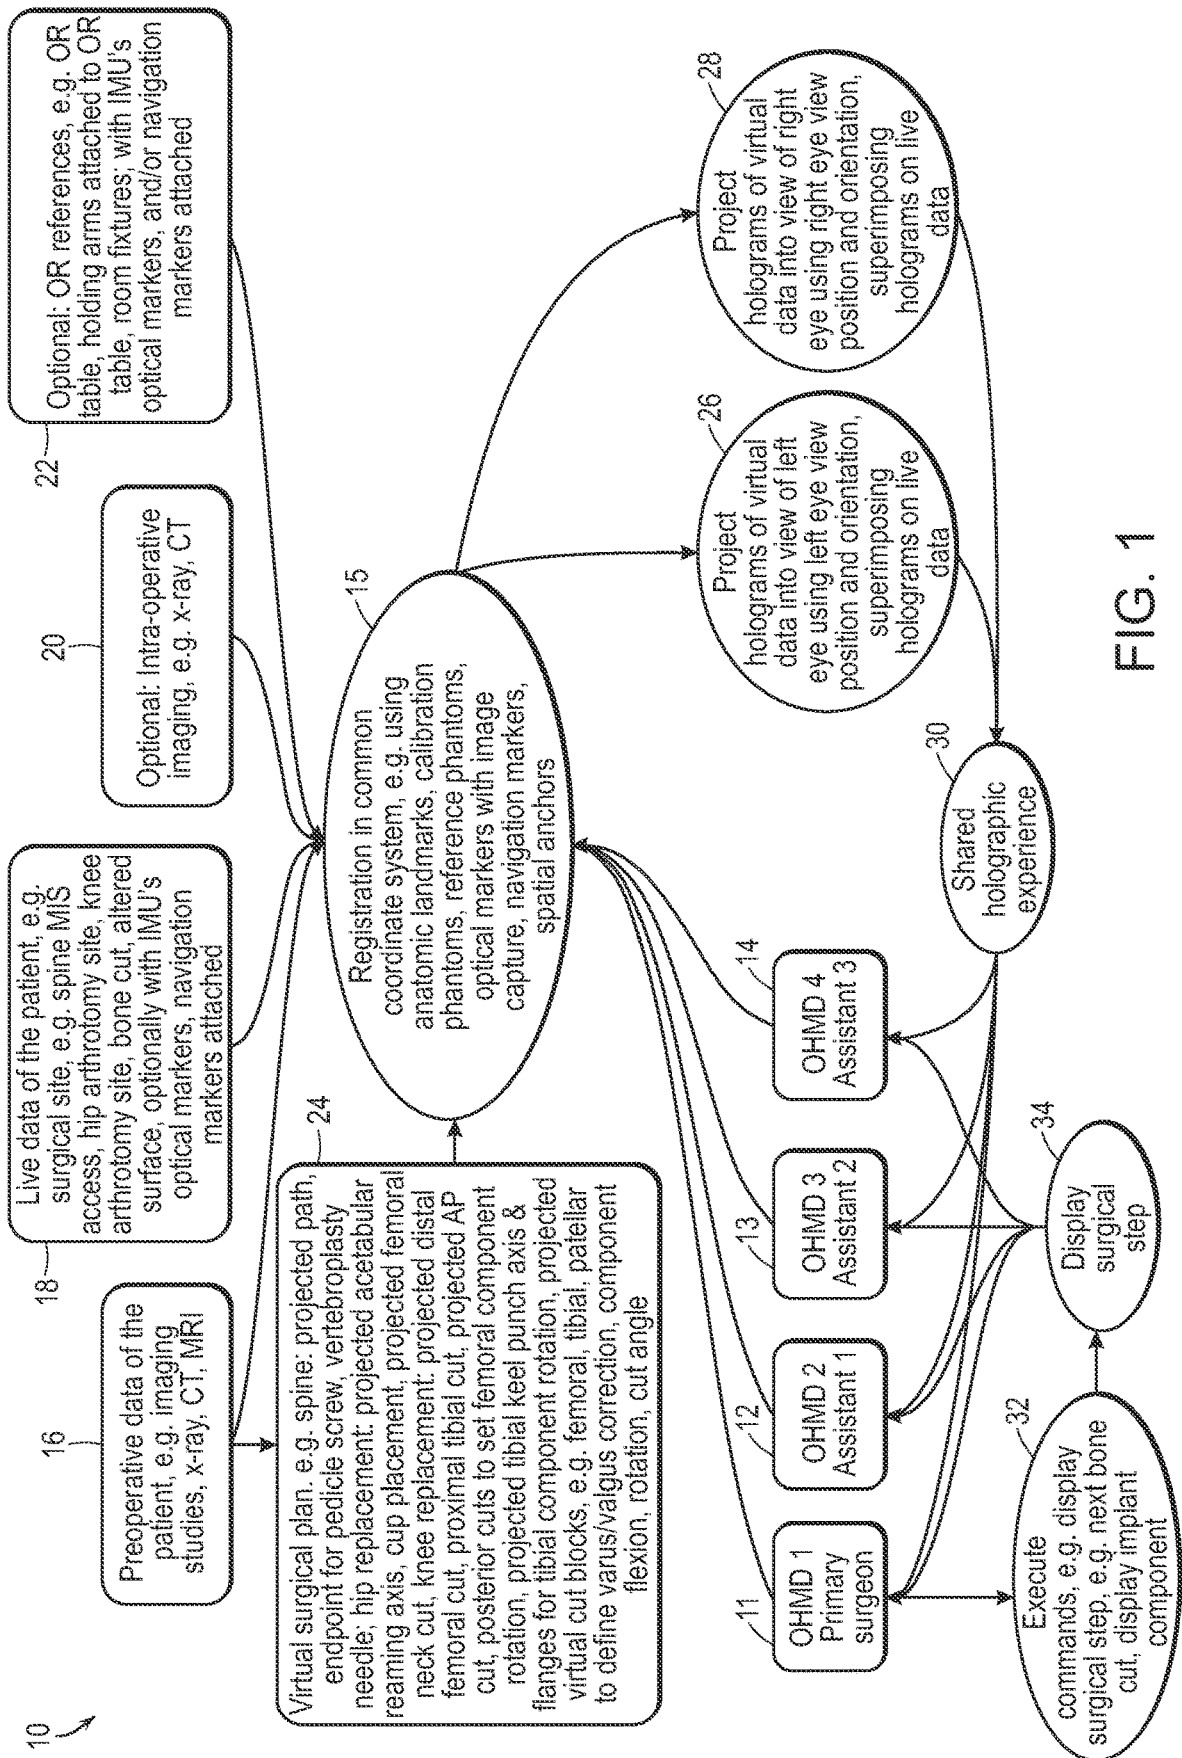 10
16
Preoperative data of the
patient, e.g. imaging
studies, x-ray, CT, MRI
18
Live data of the patient, e.g.
surgical site, e.g. spine MIS
access, hip arthrotomy site, knee
arthrotomy site, bone cut, altered
surface, optionally with IMU's
optical markers, navigation
markers attached
20
Optional: Intra-operative
imaging, e.g. x-ray, CT
22
Optional: OR references, e.g. OR
table, holding arms attached to OR
table, room fixtures; with IMU's
optical markers, and/or navigation
markers attached
24
Virtual surgical plan. e.g. spine: projected path,
endpoint for pedicle screw, vertebroplasty
needle; hip replacement: projected acetabular
reaming axis, cup placement, projected femoral
neck cut, knee replacement: projected distal
femoral cut, proximal tibial cut, projected AP
cut, posterior cuts to set femoral component
rotation, projected tibial keel punch axis &
flanges for tibial component rotation, projected
virtual cut blocks, e.g. femoral, tibial, patellar
to define varus/valgus correction, component
flexion, rotation, cut angle
15
Registration in common
coordinate system, e.g. using
anatomic landmarks, calibration
phantoms, reference phantoms,
optical markers with image
capture, navigation markers,
spatial anchors
11
OHMD 1
Primary
surgeon
12
OHMD 2
Assistant 1
13
OHMD 3
Assistant 2
14
OHMD 4
Assistant 3
26
Project
holograms of virtual
data into view of left
eye using left eye view
position and orientation,
superimposing
holograms on live
data
28
Project
holograms of virtual
data into view of right
eye using right eye view
position and orientation,
superimposing
holograms on live
data
30
Shared
holographic
experience
32
Execute
commands, e.g. display
surgical step, e.g. next bone
cut, display implant
component
34
Display
surgical
step
FIG. 1